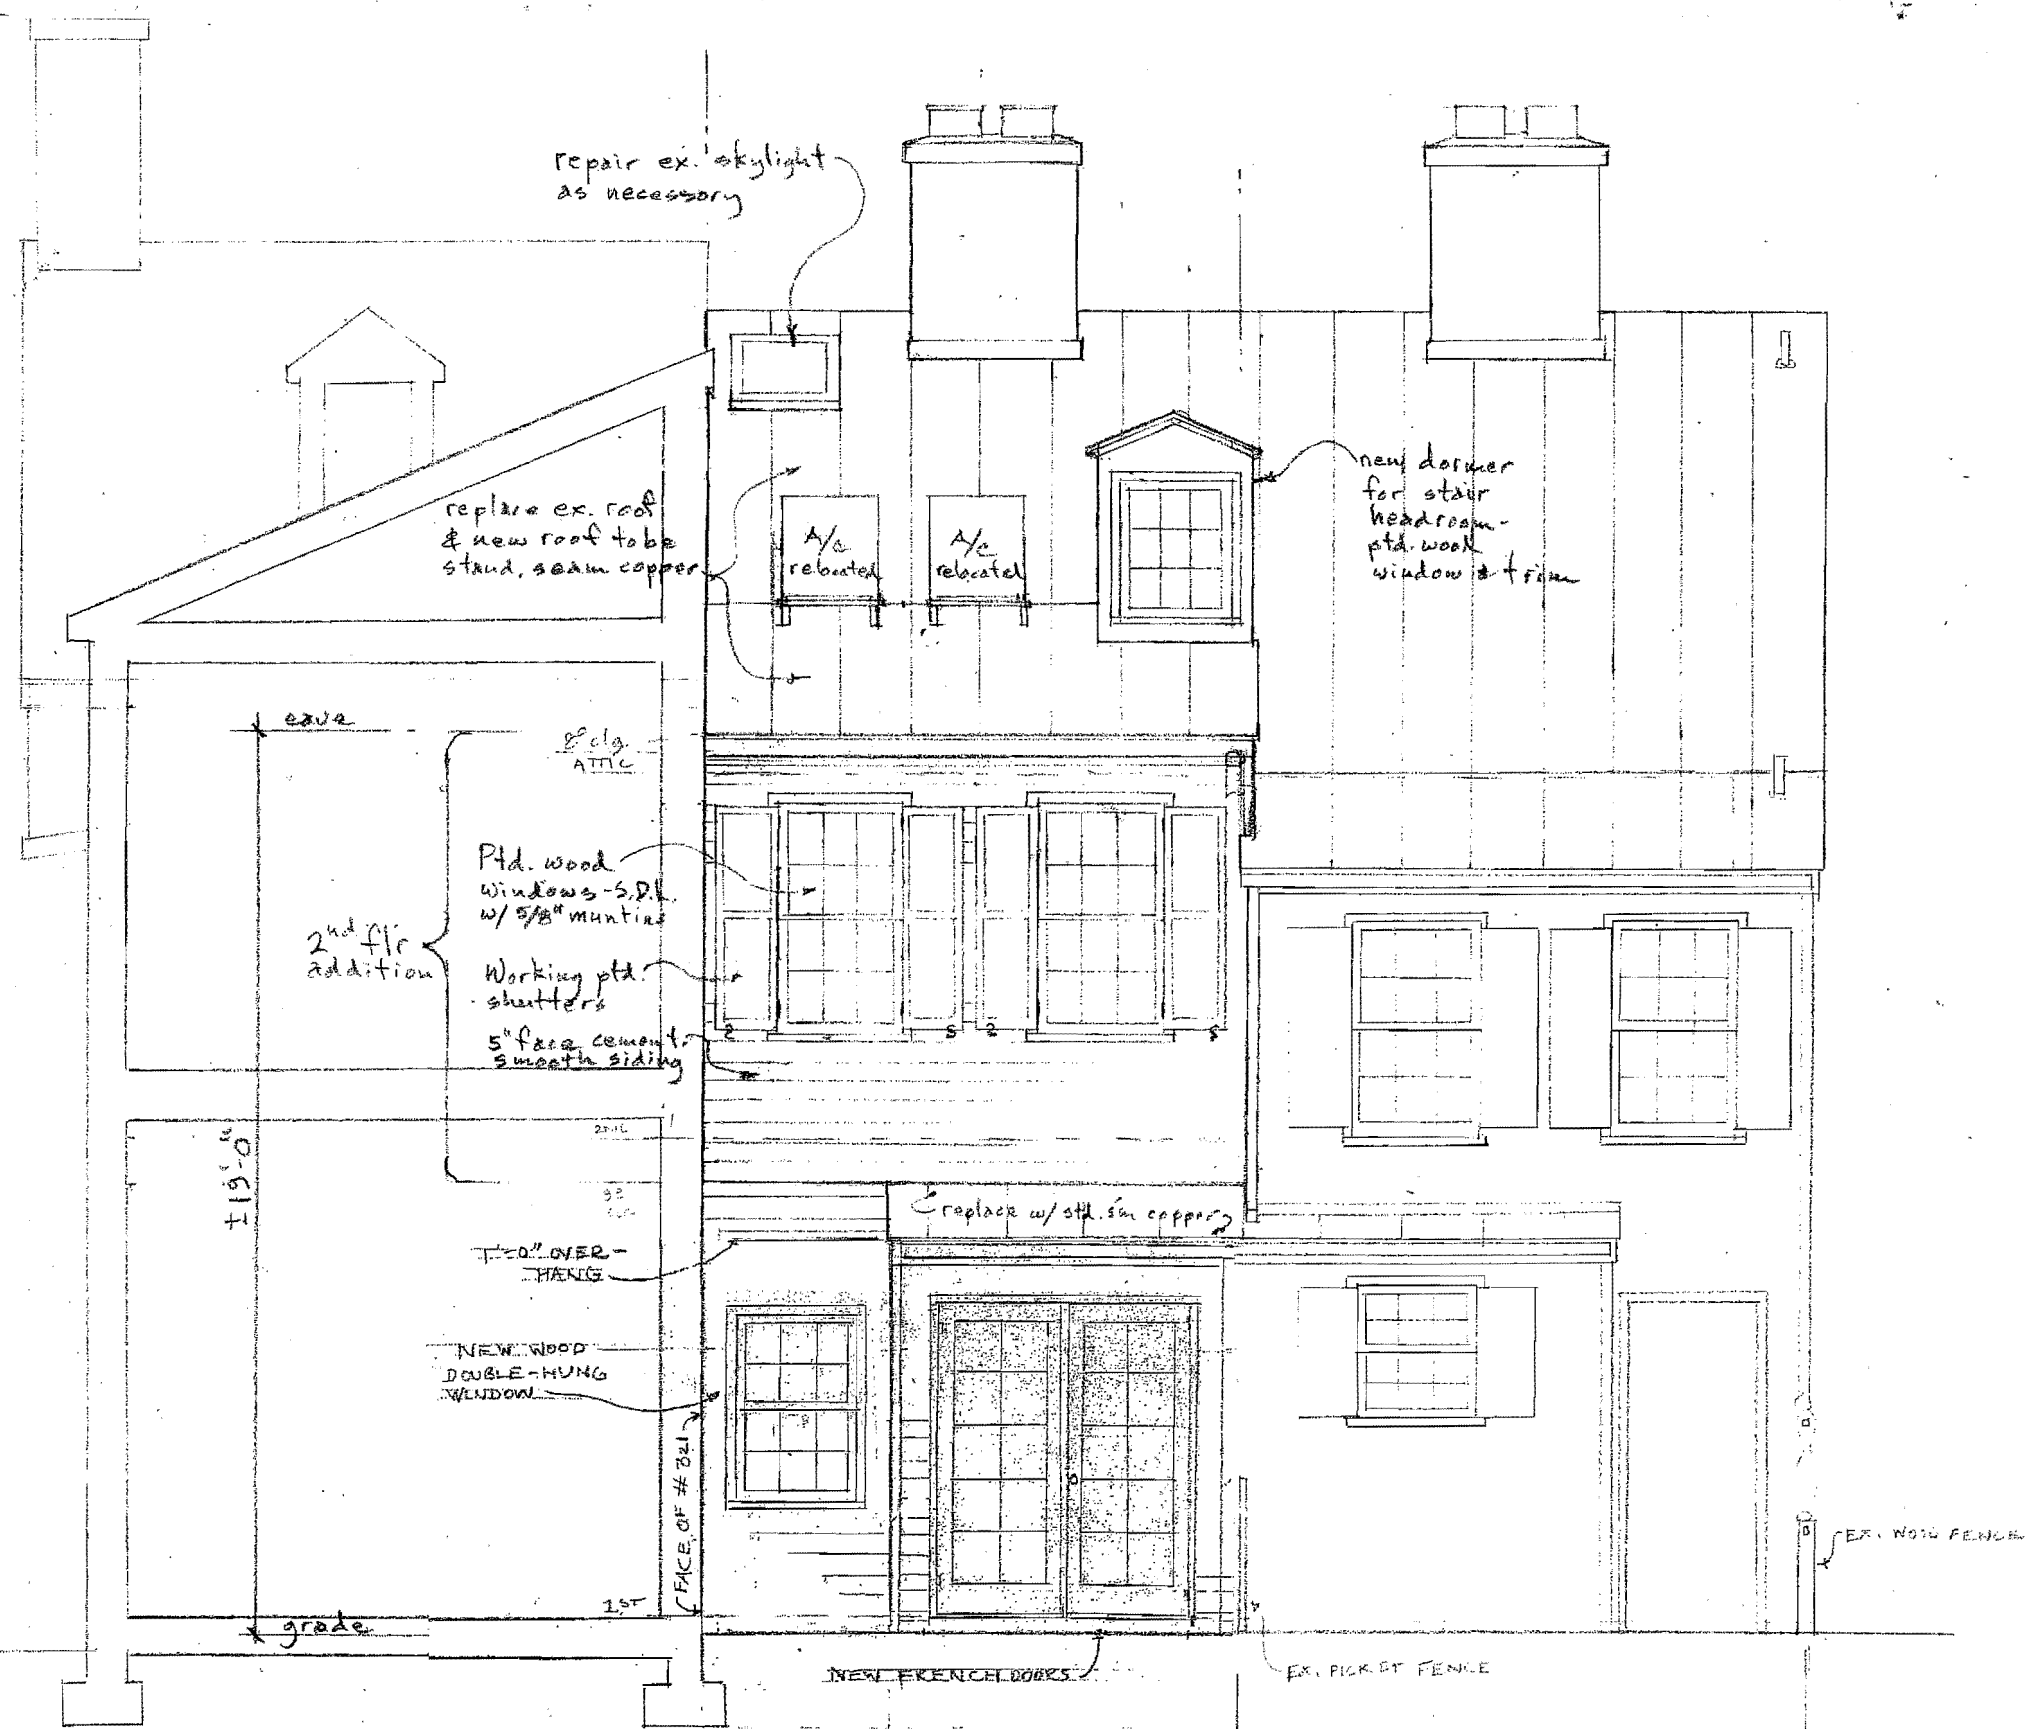 repair ex. skylight
as necessary
replace ex. roof
& new roof to be
stand. seam copper
A/c
relocated
A/c
relocated
new dormer
for stair
headroom-
ptd. wood
window & trim
eave
clg.
ATTIC
Ptd. wood
windows-S.D.L.
w/ 5/8" muntins
2nd flr
addition
Working ptd.
shutters
5" face cement.
smooth siding
±19'-0"
replace w/ std. sm copper
1'-0" OVER-
HANG
NEW WOOD
DOUBLE-HUNG
WINDOW
FACE OF #321
1ST
grade
NEW FRENCH DOORS
EX. PICKET FENCE
EX. FENCE